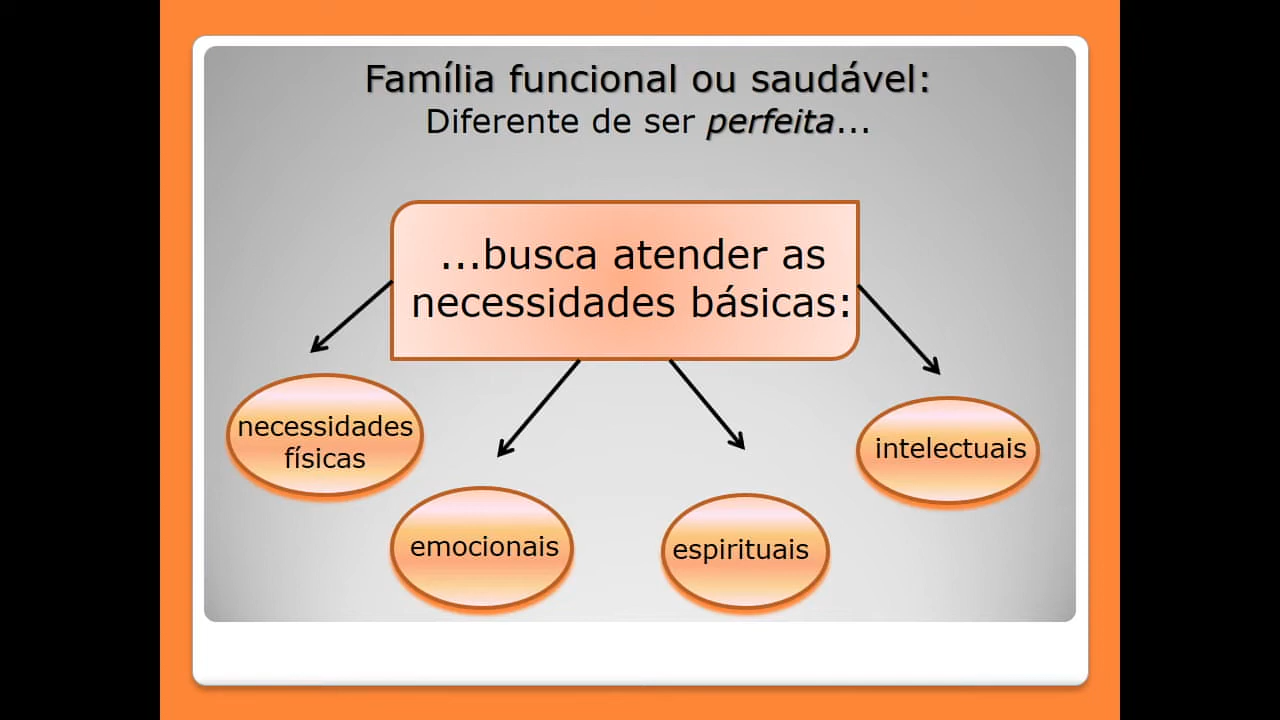 Família funcional ou saudável:
Diferente de ser perfeita...
...busca atender as
necessidades básicas:
necessidades
físicas
emocionais
espirituais
intelectuais